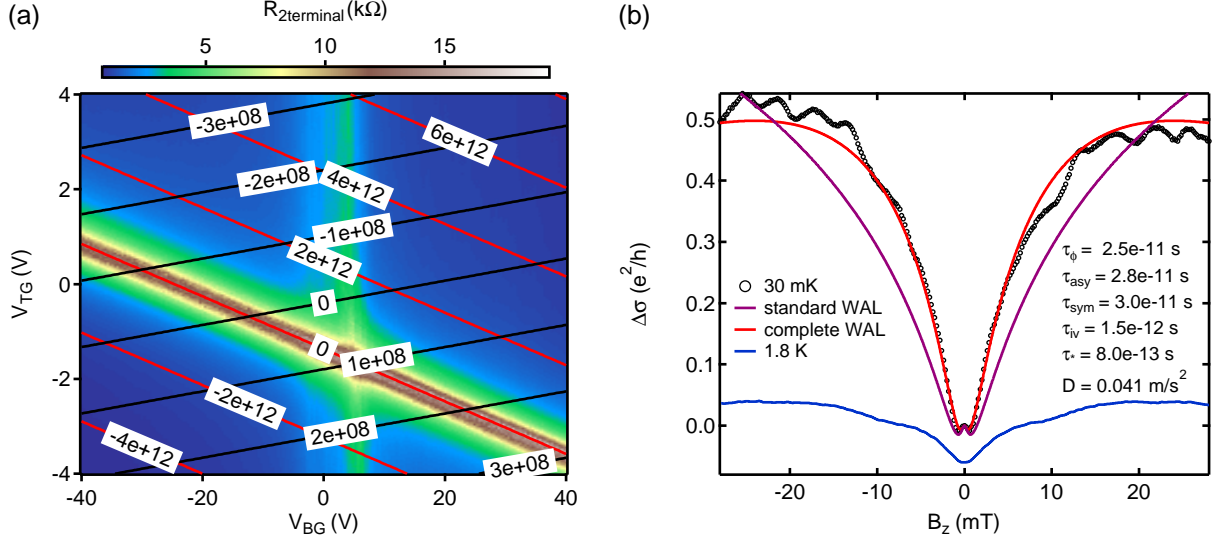 (a)
R2terminal (kΩ)
5 10 15
4
2
0
-2
-4
VTG (V)
-3e+08
6e+12
-2e+08
4e+12
-1e+08
2e+12
0
0
1e+08
-2e+12
2e+08
-4e+12
3e+08
-40 -20 0 20 40
VBG (V)
(b)
0.5
0.4
0.3
0.2
0.1
0.0
Δσ (e²/h)
30 mK
standard WAL
complete WAL
1.8 K
τϕ = 2.5e-11 s
τasy = 2.8e-11 s
τsym = 3.0e-11 s
τiv = 1.5e-12 s
τ* = 8.0e-13 s
D = 0.041 m/s²
-20 -10 0 10 20
Bz (mT)